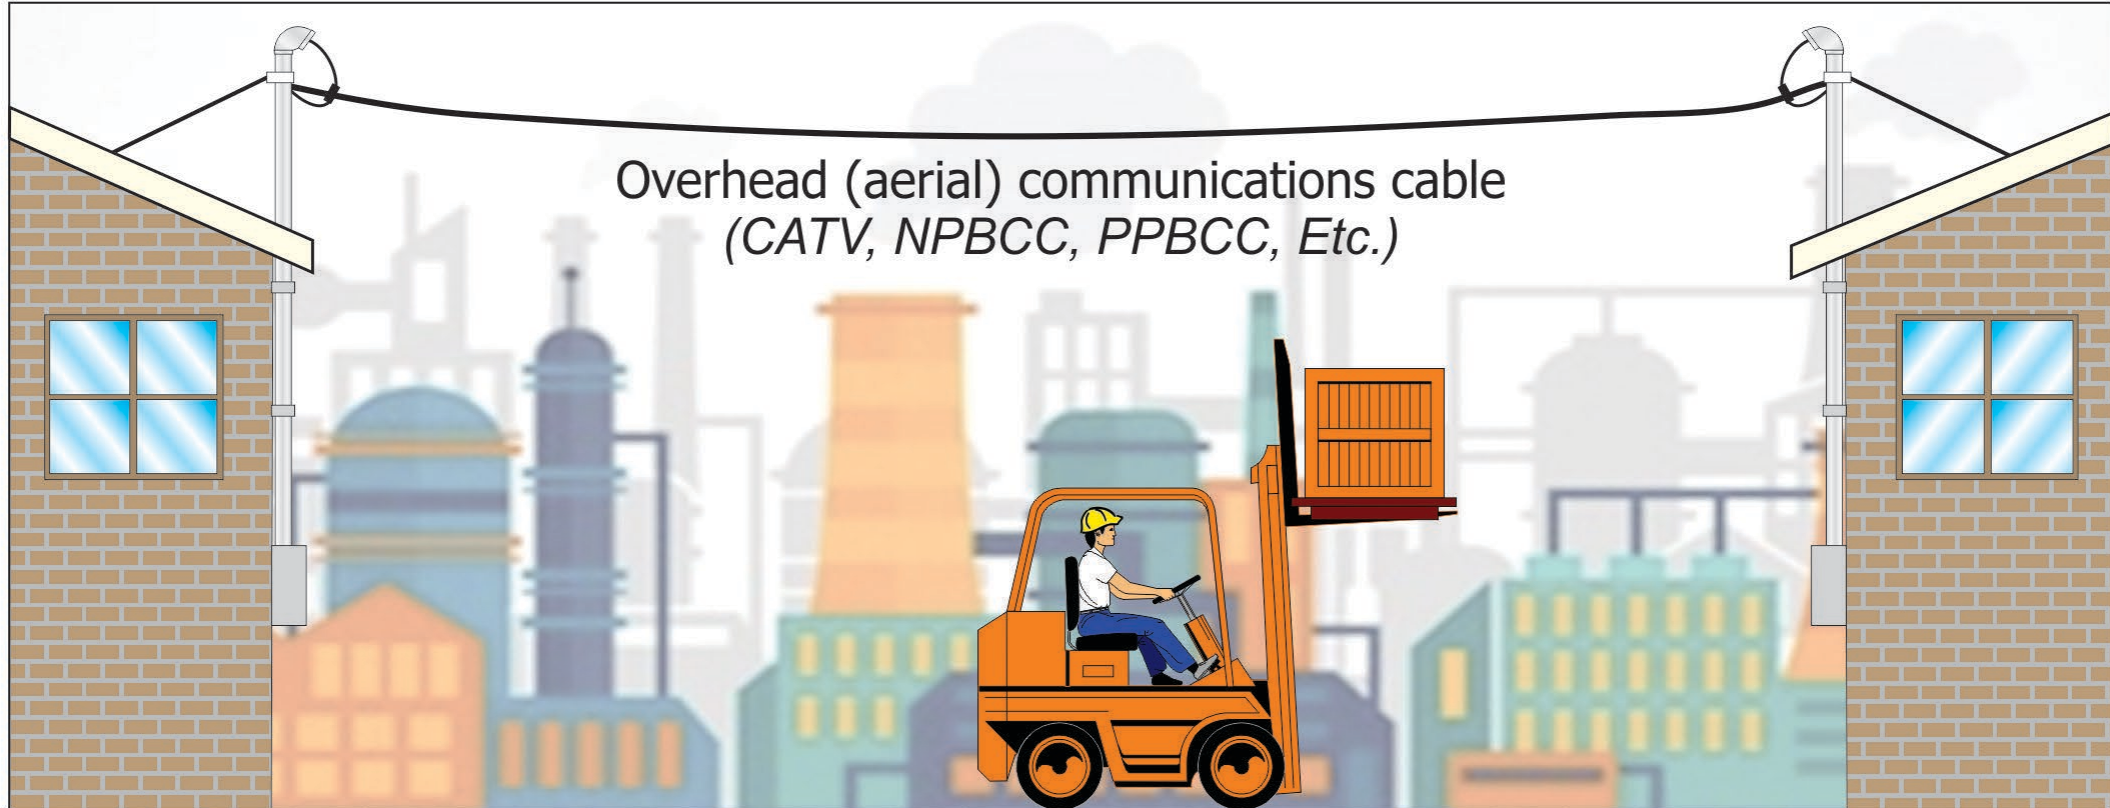 Overhead (aerial) communications cable
(CATV, NPBCC, PPBCC, Etc.)